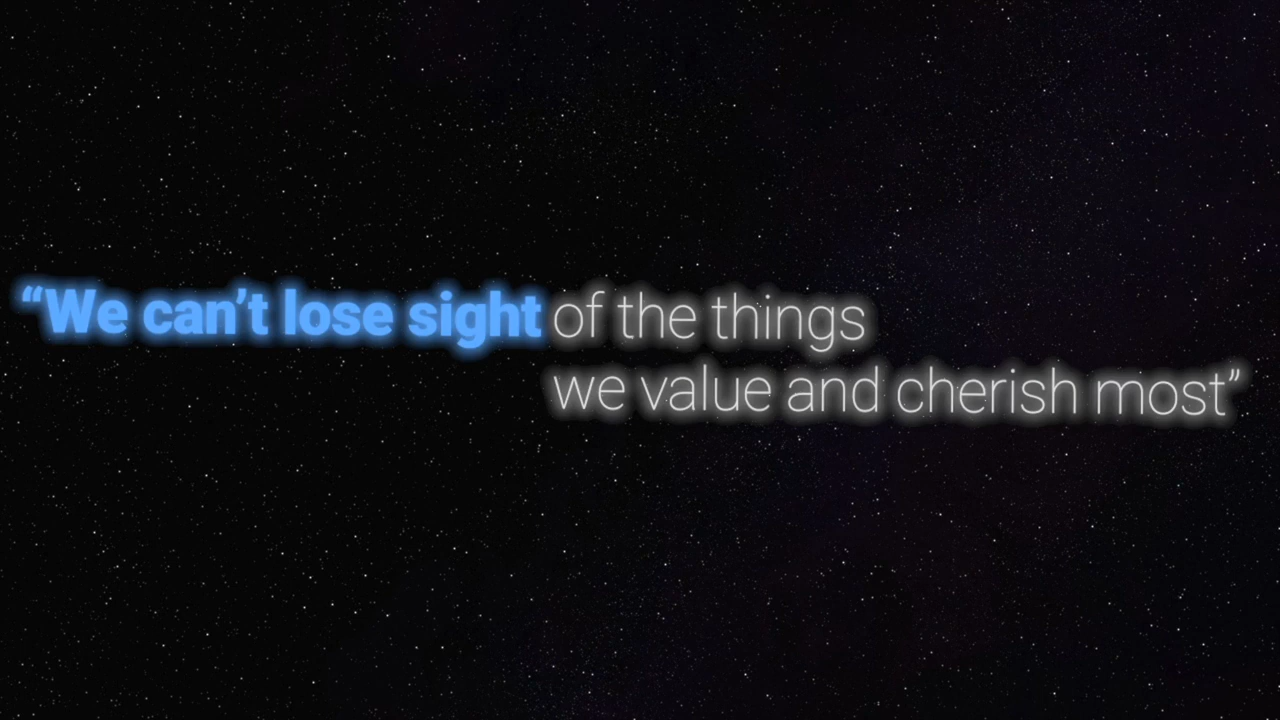 “We can’t lose sight of the things
we value and cherish most”